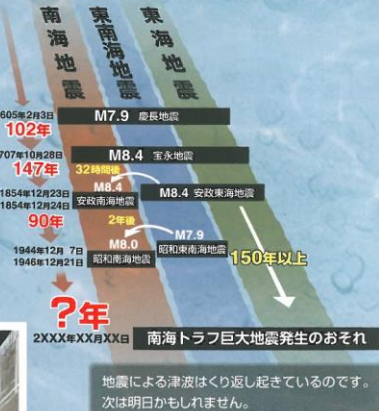 南海地震
東南海地震
東海地震
605年2月3日
M7.9 慶長地震
102年
707年10月28日
M8.4 宝永地震
147年
32時間後
1854年12月23日
1854年12月24日
M8.4
安政南海地震
M8.4 安政東海地震
90年
2年後
1944年12月 7日
1946年12月21日
M8.0
昭和南海地震
M7.9
昭和東南海地震
150年以上
?年
2XXX年XX月XX日
南海トラフ巨大地震発生のおそれ
地震による津波はくり返し起きているのです。
次は明日かもしれません。